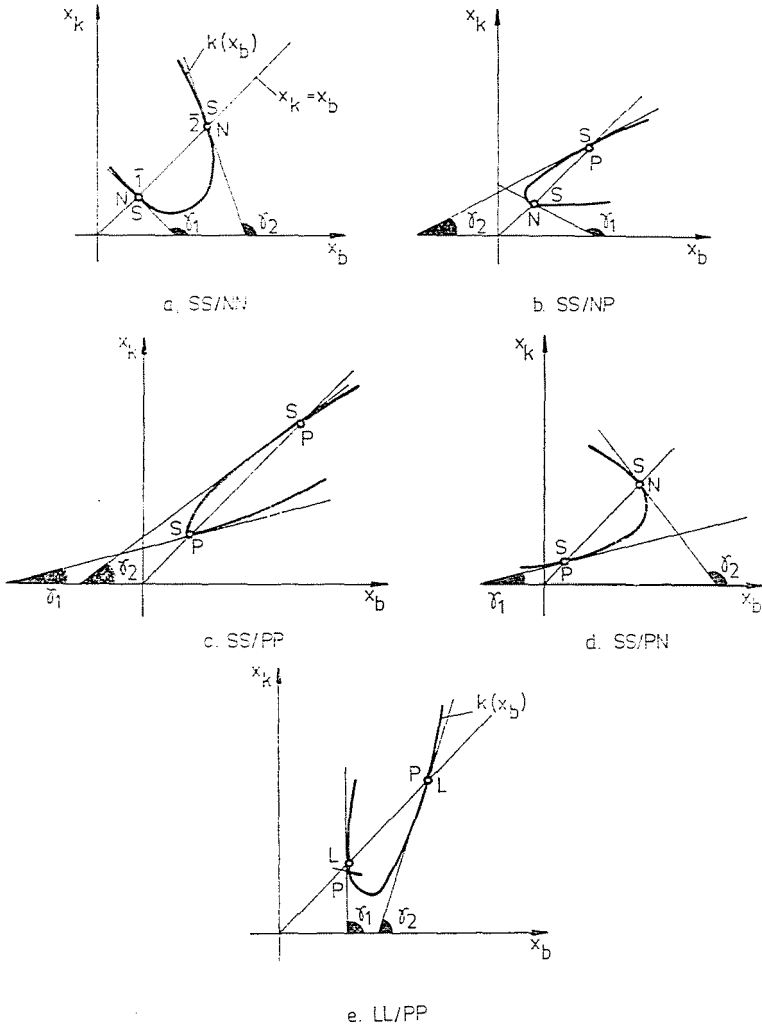 x_k
k(x_b)
x_k = x_b
S
2̅ N
1̅
N
S
γ_1
γ_2
x_b
a. SS/NN
x_k
S
P
S
N
γ_2
γ_1
x_b
b. SS/NP
x_k
S
P
S
P
γ_1
γ_2
x_b
c. SS/PP
x_k
S
N
S
P
γ_1
γ_2
x_b
d. SS/PN
x_k
k(x_b)
P
L
L
P
γ_1
γ_2
x_b
e. LL/PP